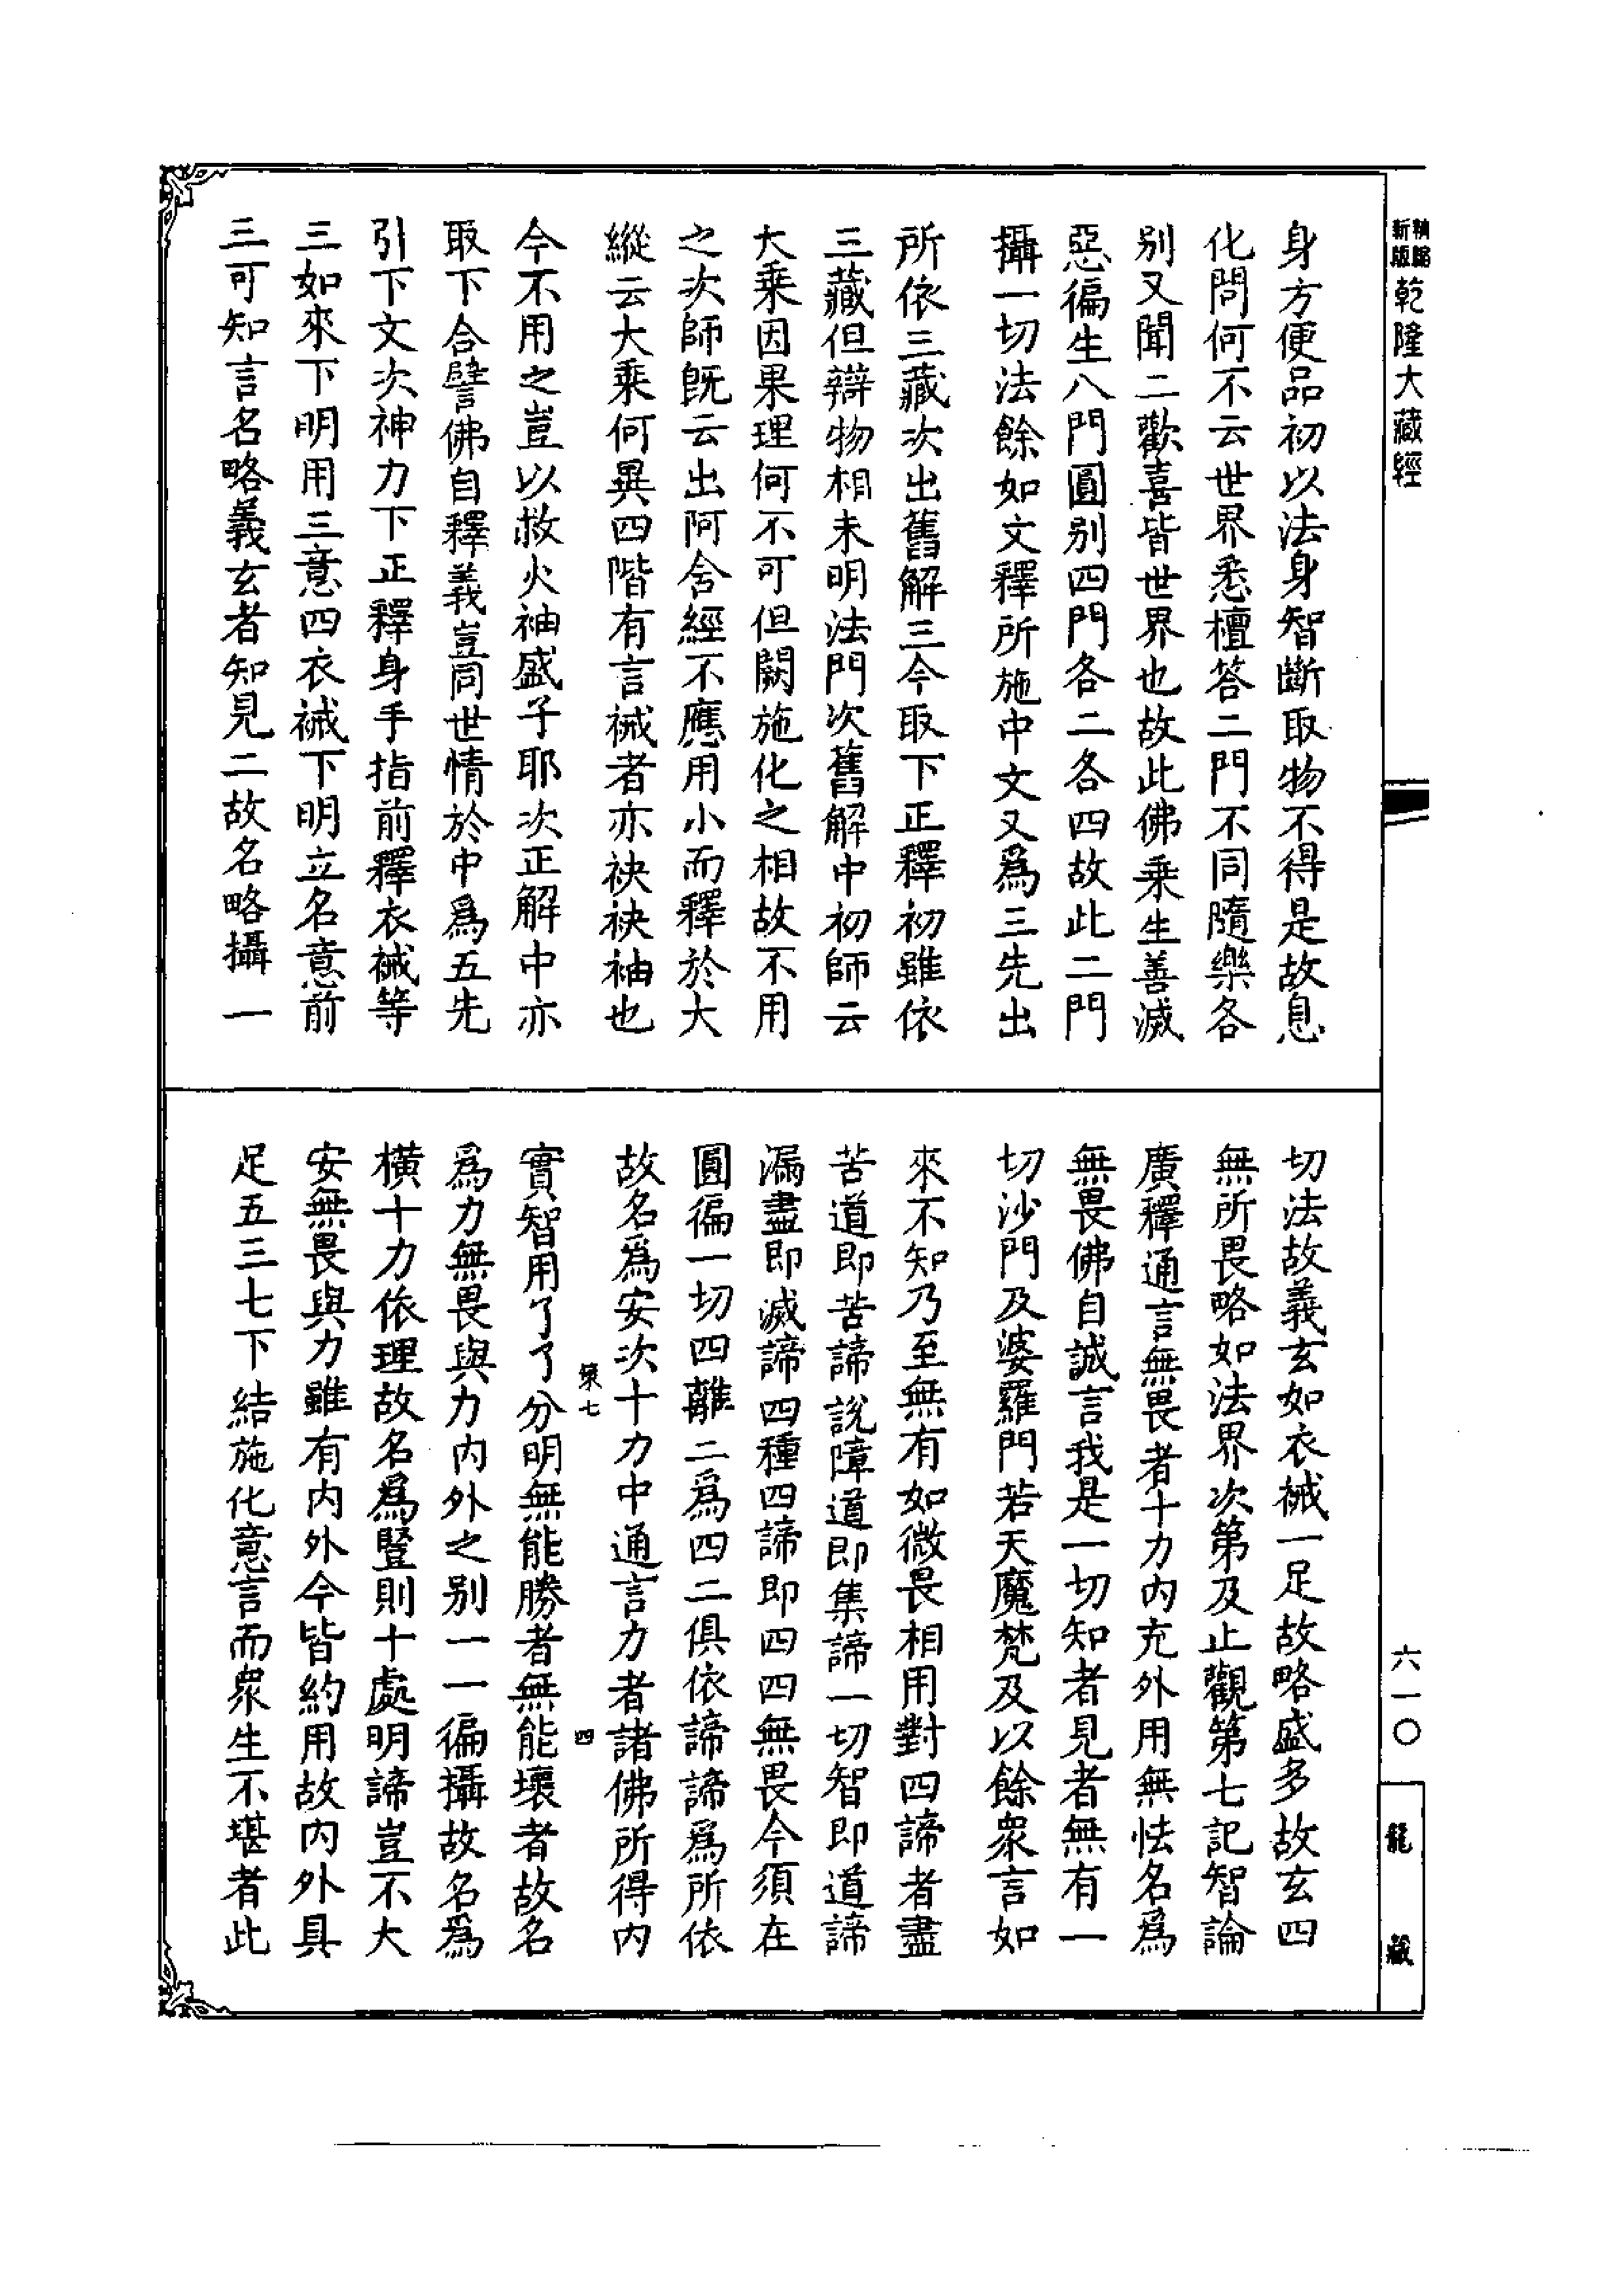 新版
精縮
乾隆大藏經
身方便品初以法身智斷取物不得是故息
化問何不云世界悉檀答二門不同隨樂各
別又聞二歡喜皆世界也故此佛乘生善滅
惡徧生八門圓別四門各二各四故此二門
攝一切法餘如文釋所施中文又爲三先出
所依三藏次出舊解三今取下正釋初雖依
三藏但辯物相未明法門次舊解中初師云
大乘因果理何不可但闕施化之相故不用
之次師既云出阿含經不應用小而釋於大
縱云大乘何異四階有言裓者亦袂袂袖也
今不用之豈以救火袖盛子耶次正解中亦
取下合譬佛自釋義豈同世情於中爲五先
引下文次神力下正釋身手指前釋衣裓等
三如來下明用三意四衣裓下明立名意前
三可知言名略義玄者知見二故名略攝一
切法故義玄如衣裓一足故略盛多故玄四
無所畏略如法界次第及止觀第七記智論
廣釋通言無畏者十力內充外用無怯名爲
無畏佛自誠言我是一切知者見者無有一
切沙門及婆羅門若天魔梵及以餘衆言如
來不知乃至無有如微畏相用對四諦者盡
苦道即苦諦說障道即集諦一切智即道諦
漏盡即滅諦四種四諦即四四無畏今須在
圓徧一切四離二爲四二俱依諦諦爲所依
故名爲安次十力中通言力者諸佛所得內
策七
四
實智用了了分明無能勝者無能壞者故名
爲力無畏與力內外之別一一徧攝故名爲
橫十力依理故名爲豎則十處明諦豈不大
安無畏與力雖有內外今皆約用故內外具
足五三七下結施化意言而衆生不堪者此
六一〇
龍藏